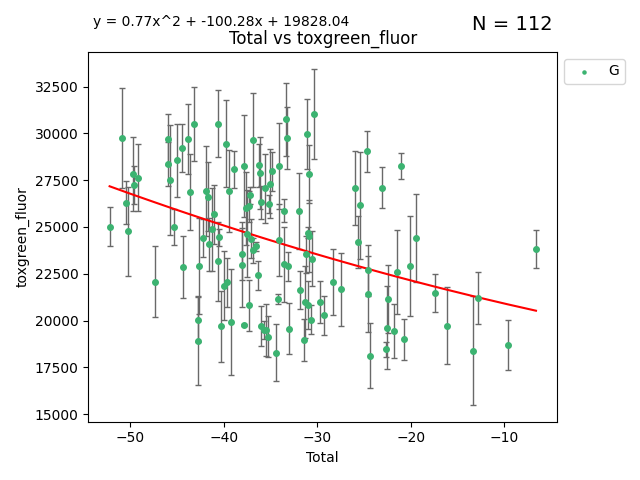 y = 0.77x^2 + -100.28x + 19828.04
N = 112
Total vs toxgreen_fluor
G
32500
30000
27500
25000
22500
20000
17500
15000
toxgreen_fluor
−50
−40
−30
−20
−10
Total